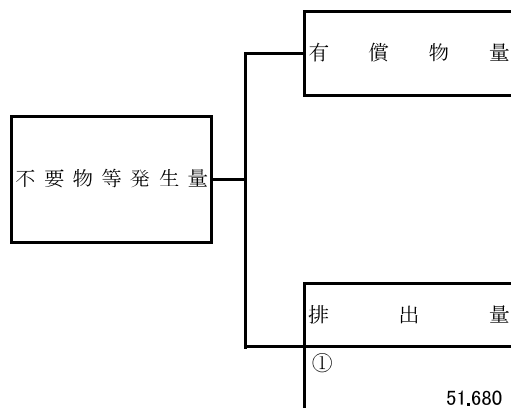 有償物量
不要物等発生量
排出量
①
51,680